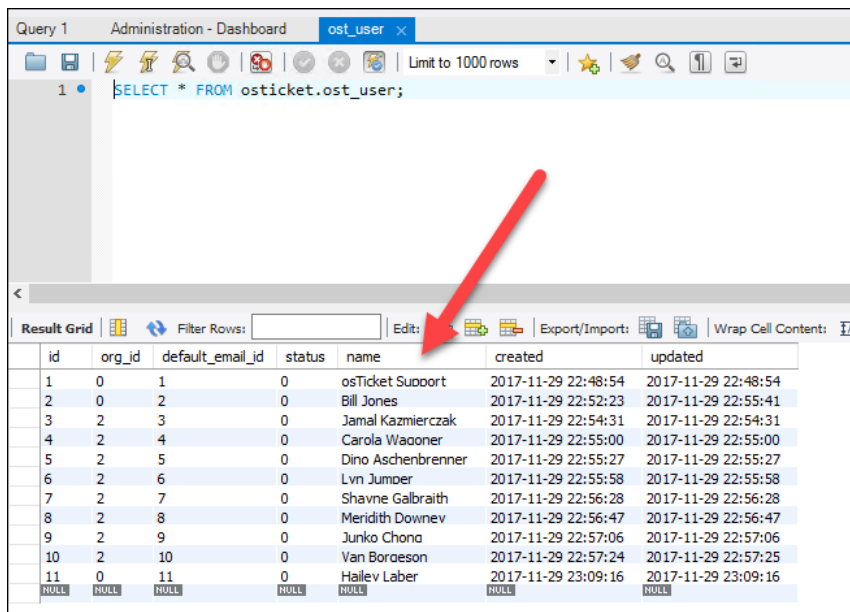 Query 1 Administration - Dashboard ost_user
Limit to 1000 rows
1 SELECT * FROM osticket.ost_user;
Result Grid Filter Rows: Edit: Export/Import: Wrap Cell Content:
id org_id default_email_id status name created updated
1 0 1 0 osTicket Support 2017-11-29 22:48:54 2017-11-29 22:48:54
2 0 2 0 Bill Jones 2017-11-29 22:52:23 2017-11-29 22:55:41
3 2 3 0 Jamal Kazmierczak 2017-11-29 22:54:31 2017-11-29 22:54:31
4 2 4 0 Carola Wagoner 2017-11-29 22:55:00 2017-11-29 22:55:00
5 2 5 0 Dino Aschenbrenner 2017-11-29 22:55:27 2017-11-29 22:55:27
6 2 6 0 Lyn Jumper 2017-11-29 22:55:58 2017-11-29 22:55:58
7 2 7 0 Shayne Galbraith 2017-11-29 22:56:28 2017-11-29 22:56:28
8 2 8 0 Meridith Downey 2017-11-29 22:56:47 2017-11-29 22:56:47
9 2 9 0 Junko Chong 2017-11-29 22:57:06 2017-11-29 22:57:06
10 2 10 0 Van Borgeson 2017-11-29 22:57:24 2017-11-29 22:57:25
11 0 11 0 Hailey Laber 2017-11-29 23:09:16 2017-11-29 23:09:16
NULL NULL NULL NULL NULL NULL NULL